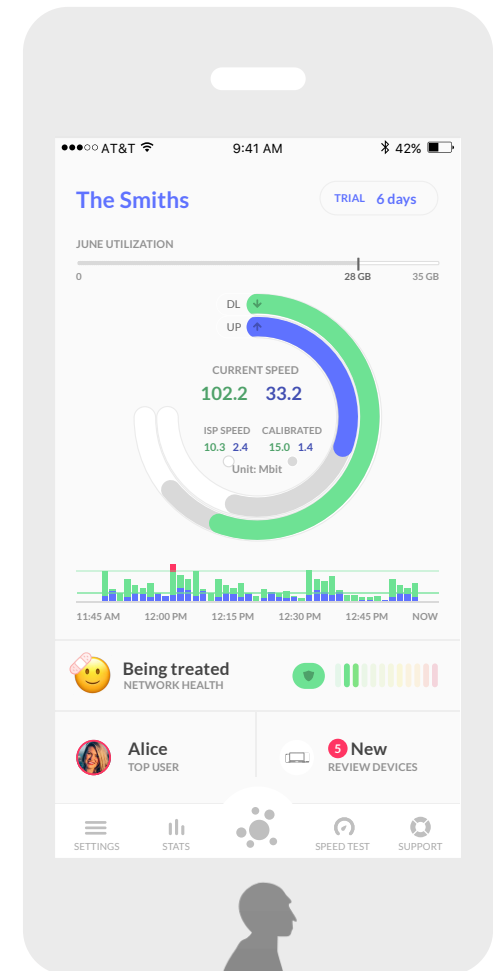 AT&T 9:41 AM 42%
The Smiths TRIAL 6 days
JUNE UTILIZATION
0 28 GB 35 GB
DL
UP
CURRENT SPEED
102.2 33.2
ISP SPEED CALIBRATED
10.3 2.4 15.0 1.4
Unit: Mbit
11:45 AM 12:00 PM 12:15 PM 12:30 PM 12:45 PM NOW
Being treated
NETWORK HEALTH
Alice 5 New
TOP USER REVIEW DEVICES
SETTINGS STATS SPEED TEST SUPPORT